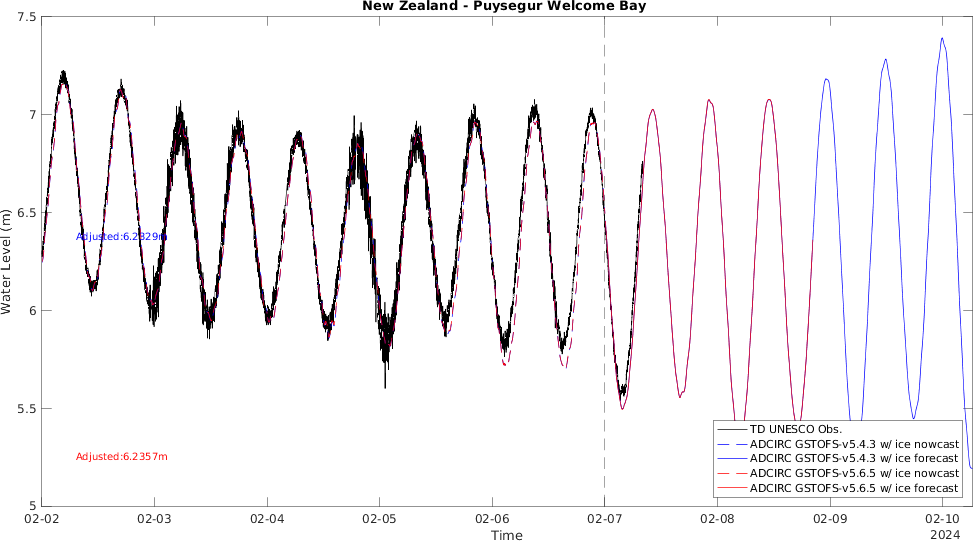 New Zealand - Puysegur Welcome Bay
7.5
7
6.5
6
5.5
5
Water Level (m)
Adjusted:6.2329m
Adjusted:6.2357m
TD UNESCO Obs.
ADCIRC GSTOFS-v5.4.3 w/ ice nowcast
ADCIRC GSTOFS-v5.4.3 w/ ice forecast
ADCIRC GSTOFS-v5.6.5 w/ ice nowcast
ADCIRC GSTOFS-v5.6.5 w/ ice forecast
02-02 02-03 02-04 02-05 02-06 02-07 02-08 02-09 02-10
Time
2024